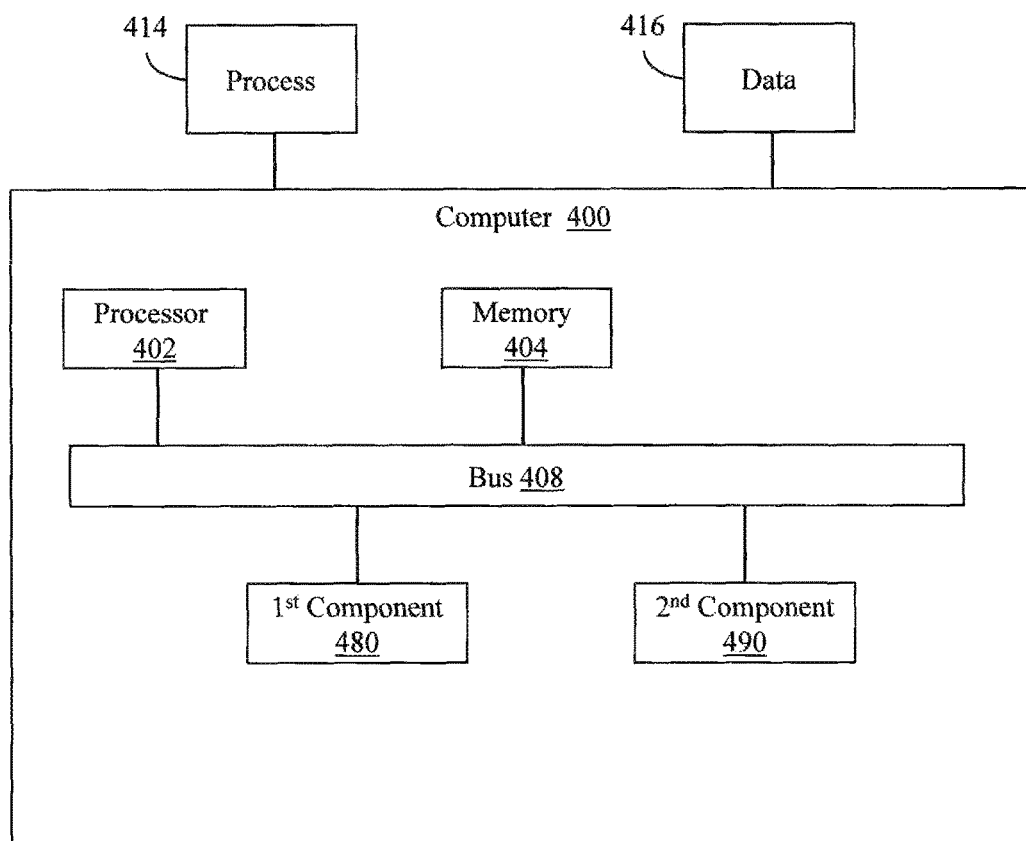 414
Process
416
Data
Computer 400
Processor
402
Memory
404
Bus 408
1st Component
480
2nd Component
490